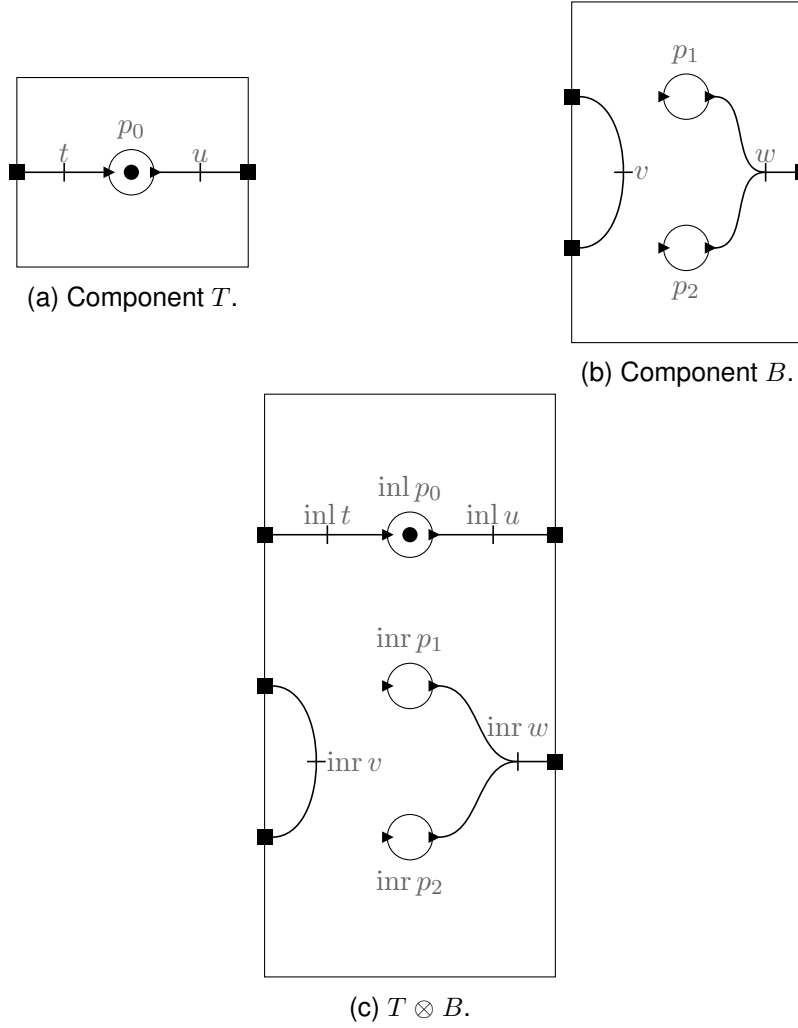 p₁
p₀
t u
v w
p₂
(a) Component T.
(b) Component B.
inl p₀
inl t inl u
inr p₁
inr w
inr v
inr p₂
(c) T ⊗ B.